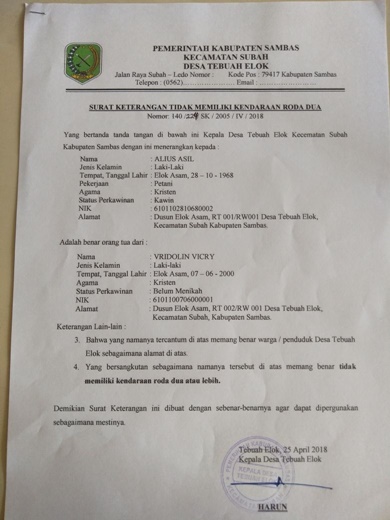 PEMERINTAH KABUPATEN SAMBAS
KECAMATAN SUBAH
DESA TEBUAH ELOK
Jalan Raya Subah – Ledo Nomor : Kode Pos : 79417 Kabupaten Sambas
Telepon : (0562)........................ Email : ........................
SURAT KETERANGAN TIDAK MEMILIKI KENDARAAN RODA DUA
Nomor: 140 / SK / 2005 / IV / 2018
Yang bertanda tanda tangan di bawah ini Kepala Desa Tebuah Elok Kecematan Subah
Kabupaten Sambas dengan ini menerangkan kepada :
Nama : ALIUS ASIL
Jenis Kelamin : Laki-Laki
Tempat, Tanggal Lahir : Elok Asam, 28 – 10 - 1968
Pekerjaan : Petani
Agama : Kristen
Status Perkawinan : Kawin
NIK : 6101102810680002
Alamat : Dusun Elok Asam, RT 001/RW001 Desa Tebuah Elok,
Kecamatan Subah Kabupaten Sambas.
Adalah benar orang tua dari :
Nama : VRIDOLIN VICRY
Jenis Kelamin : Laki-laki
Tempat, Tanggal Lahir : Elok Asam, 07 – 06 - 2000
Agama : Kristen
Status Perkawinan : Belum Menikah
NIK : 6101100706000001
Alamat : Dusun Elok Asam, RT 002/RW 001 Desa Tebuah Elok,
Kecamatan Subah, Kabupaten Sambas.
Keterangan Lain-lain :
3. Bahwa yang namanya tercantum di atas memang benar warga / penduduk Desa Tebuah
Elok sebagaimana alamat di atas.
4. Yang bersangkutan sebagaimana namanya tersebut di atas memang benar tidak
memiliki kendaraan roda dua atau lebih.
Demikian Surat Keterangan ini dibuat dengan sebenar-benarnya agar dapat dipergunakan
sebagaimana mestinya.
Tebuah Elok, 25 April 2018
Kepala Desa Tebuah Elok
KEPALA DESA
HARUN